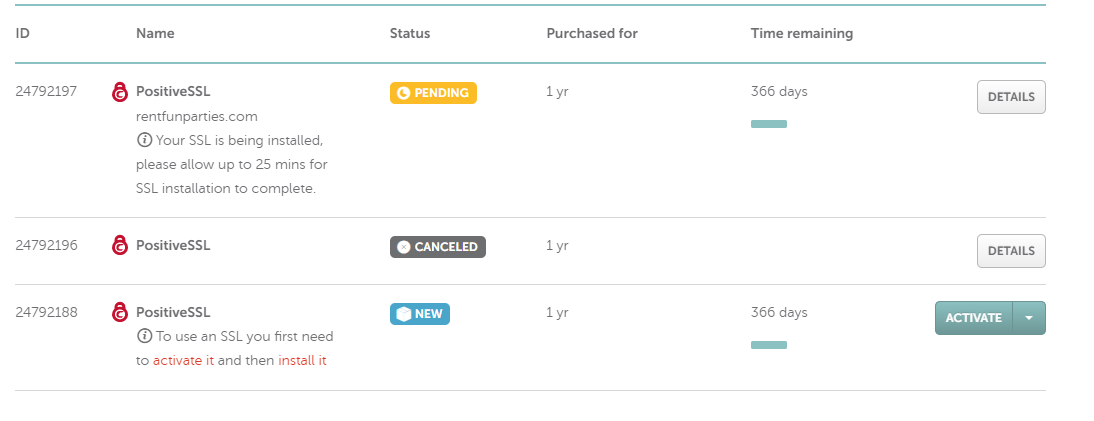 ID Name Status Purchased for Time remaining
24792197 PositiveSSL PENDING 1 yr 366 days DETAILS
rentfunparties.com
Your SSL is being installed,
please allow up to 25 mins for
SSL installation to complete.
24792196 PositiveSSL CANCELED 1 yr DETAILS
24792188 PositiveSSL NEW 1 yr 366 days ACTIVATE
To use an SSL you first need
to activate it and then install it